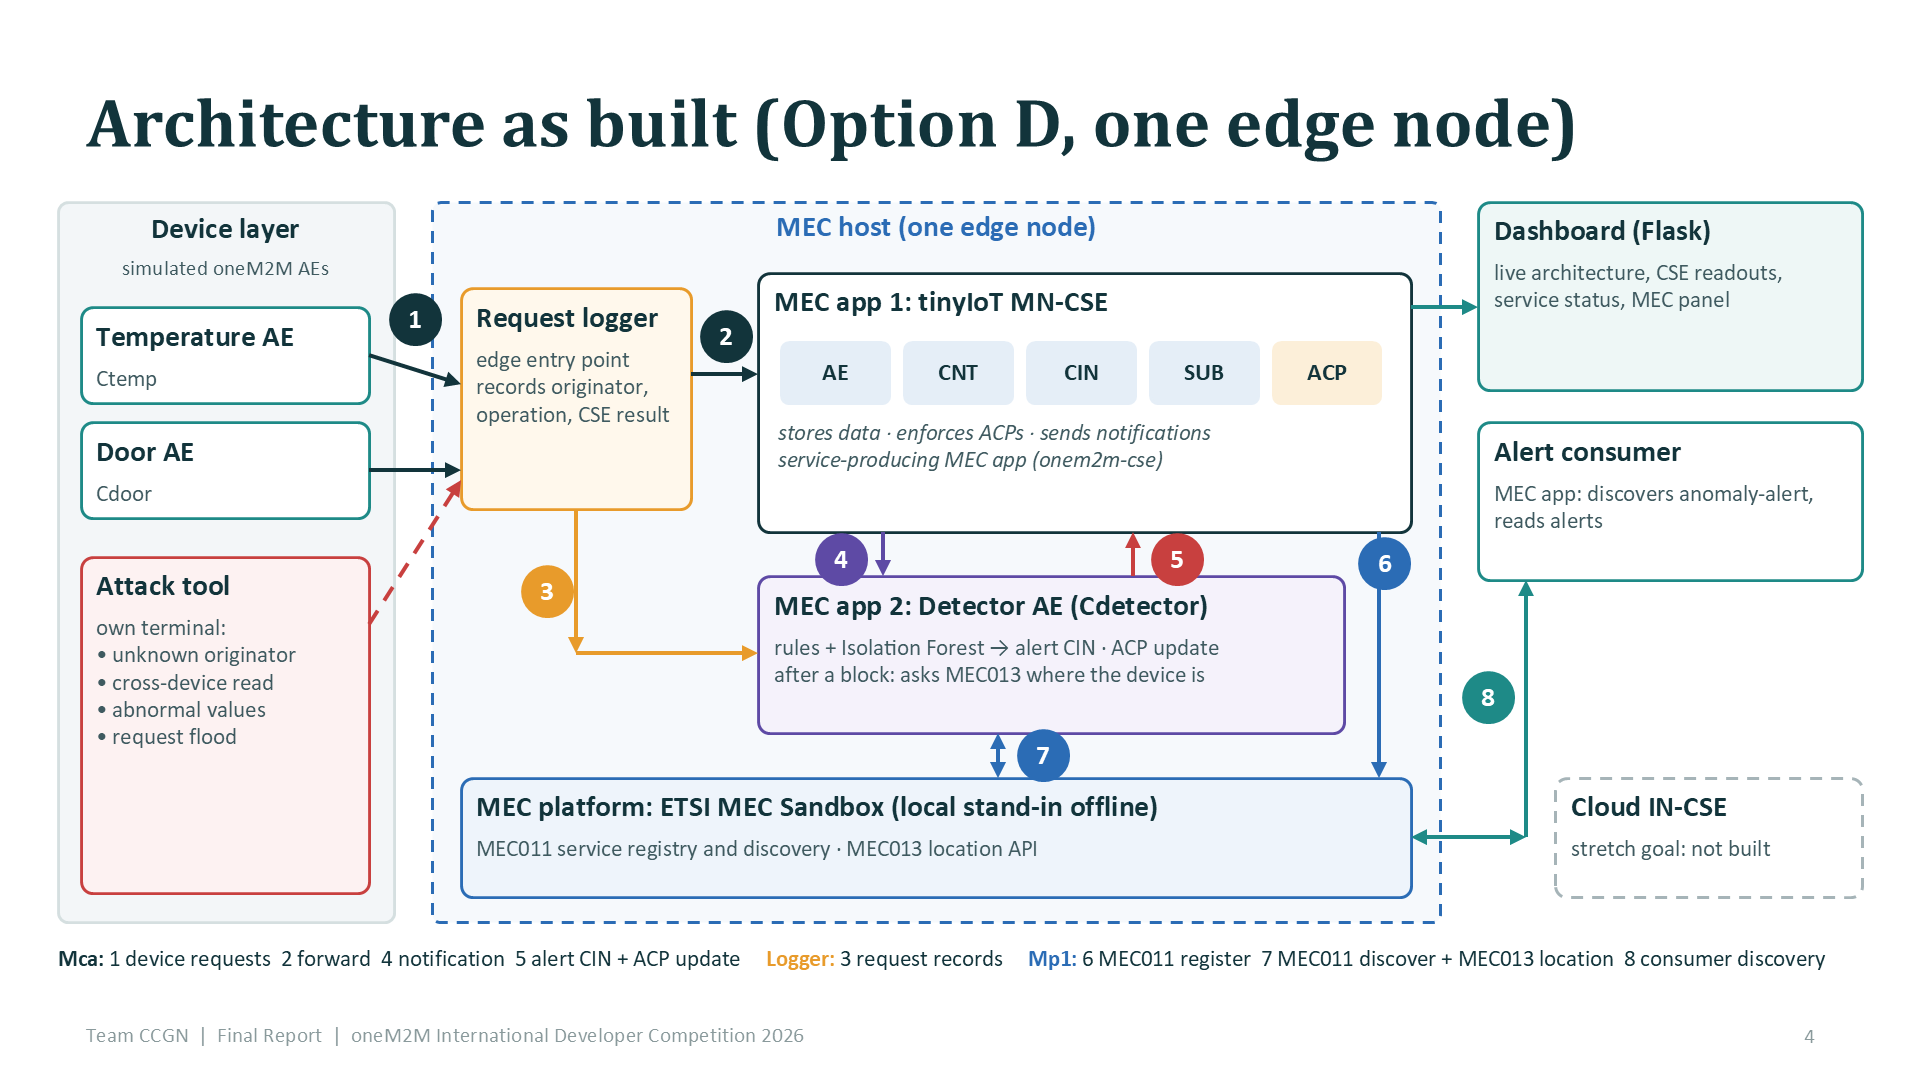 Architecture as built (Option D, one edge node)
Device layer
simulated oneM2M AEs
Temperature AE
Ctemp
Door AE
Cdoor
Attack tool
own terminal:
• unknown originator
• cross-device read
• abnormal values
• request flood
1
MEC host (one edge node)
Request logger
edge entry point
records originator,
operation, CSE result
2
MEC app 1: tinyIoT MN-CSE
AE
CNT
CIN
SUB
ACP
stores data · enforces ACPs · sends notifications
service-producing MEC app (onem2m-cse)
3
4
5
6
MEC app 2: Detector AE (Cdetector)
rules + Isolation Forest → alert CIN · ACP update
after a block: asks MEC013 where the device is
7
MEC platform: ETSI MEC Sandbox (local stand-in offline)
MEC011 service registry and discovery · MEC013 location API
Dashboard (Flask)
live architecture, CSE readouts,
service status, MEC panel
Alert consumer
MEC app: discovers anomaly-alert,
reads alerts
8
Cloud IN-CSE
stretch goal: not built
Mca: 1 device requests 2 forward 4 notification 5 alert CIN + ACP update Logger: 3 request records Mp1: 6 MEC011 register 7 MEC011 discover + MEC013 location 8 consumer discovery
Team CCGN | Final Report | oneM2M International Developer Competition 2026
4